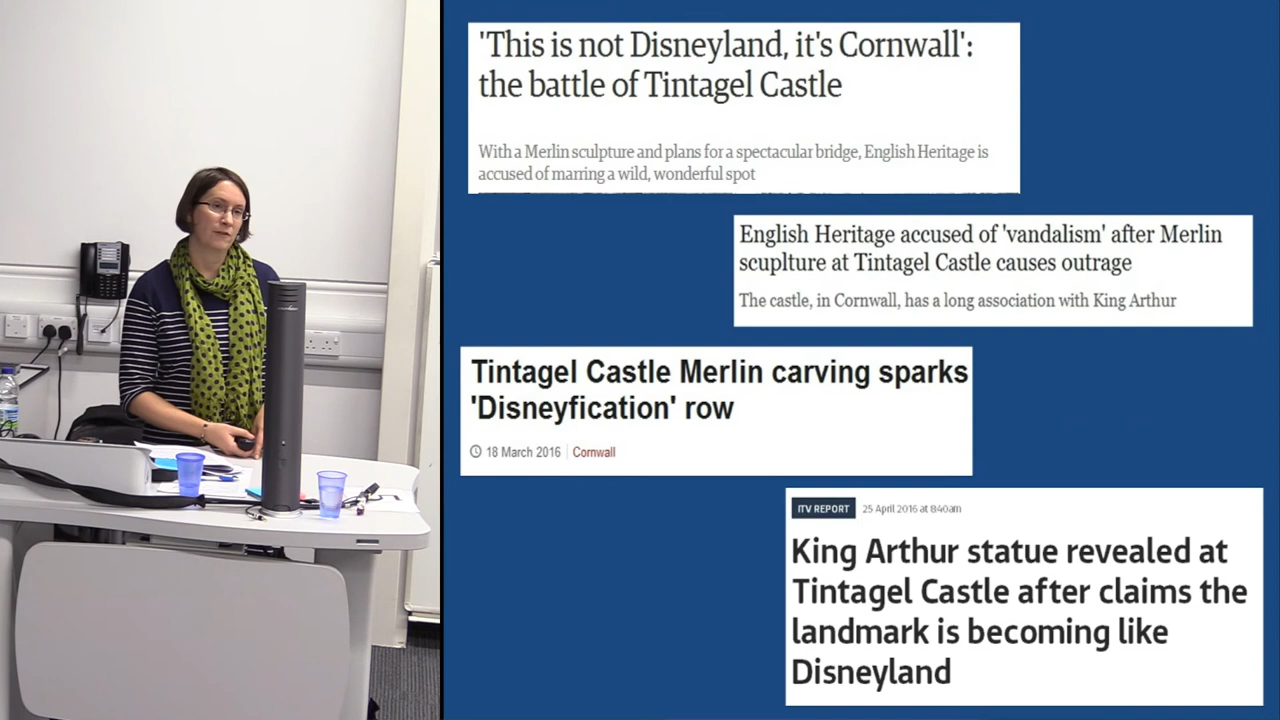 'This is not Disneyland, it's Cornwall':
the battle of Tintagel Castle
With a Merlin sculpture and plans for a spectacular bridge, English Heritage is
accused of marring a wild, wonderful spot
English Heritage accused of 'vandalism' after Merlin
scuplture at Tintagel Castle causes outrage
The castle, in Cornwall, has a long association with King Arthur
Tintagel Castle Merlin carving sparks
'Disneyfication' row
18 March 2016 Cornwall
ITV REPORT 25 April 2016 at 8:40am
King Arthur statue revealed at
Tintagel Castle after claims the
landmark is becoming like
Disneyland